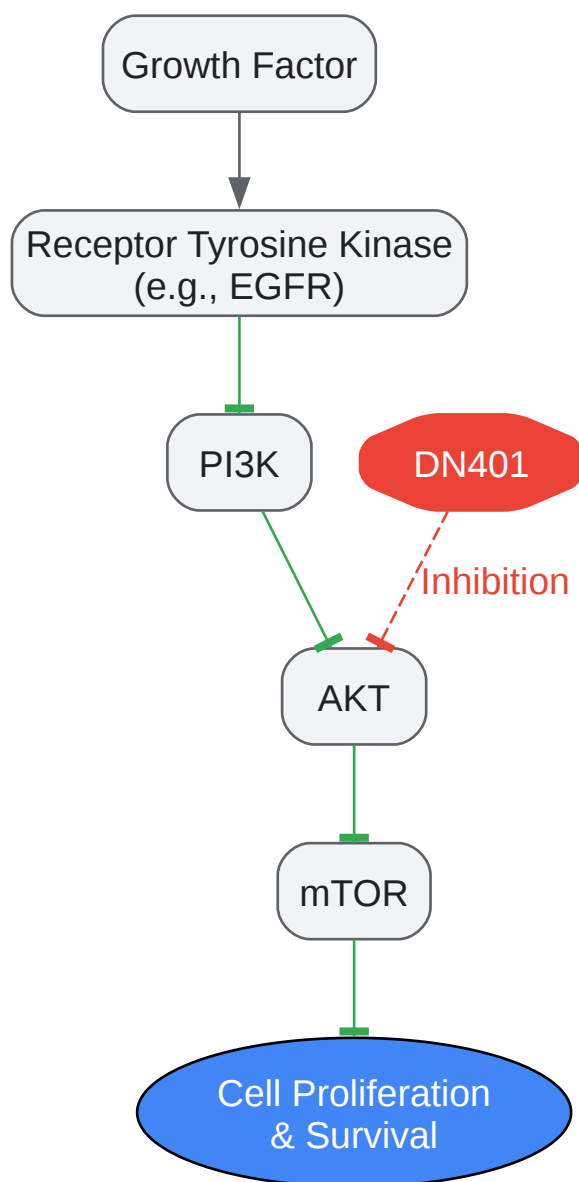 Growth Factor
Receptor Tyrosine Kinase
(e.g., EGFR)
PI3K
DN401
Inhibition
AKT
mTOR
Cell Proliferation
& Survival